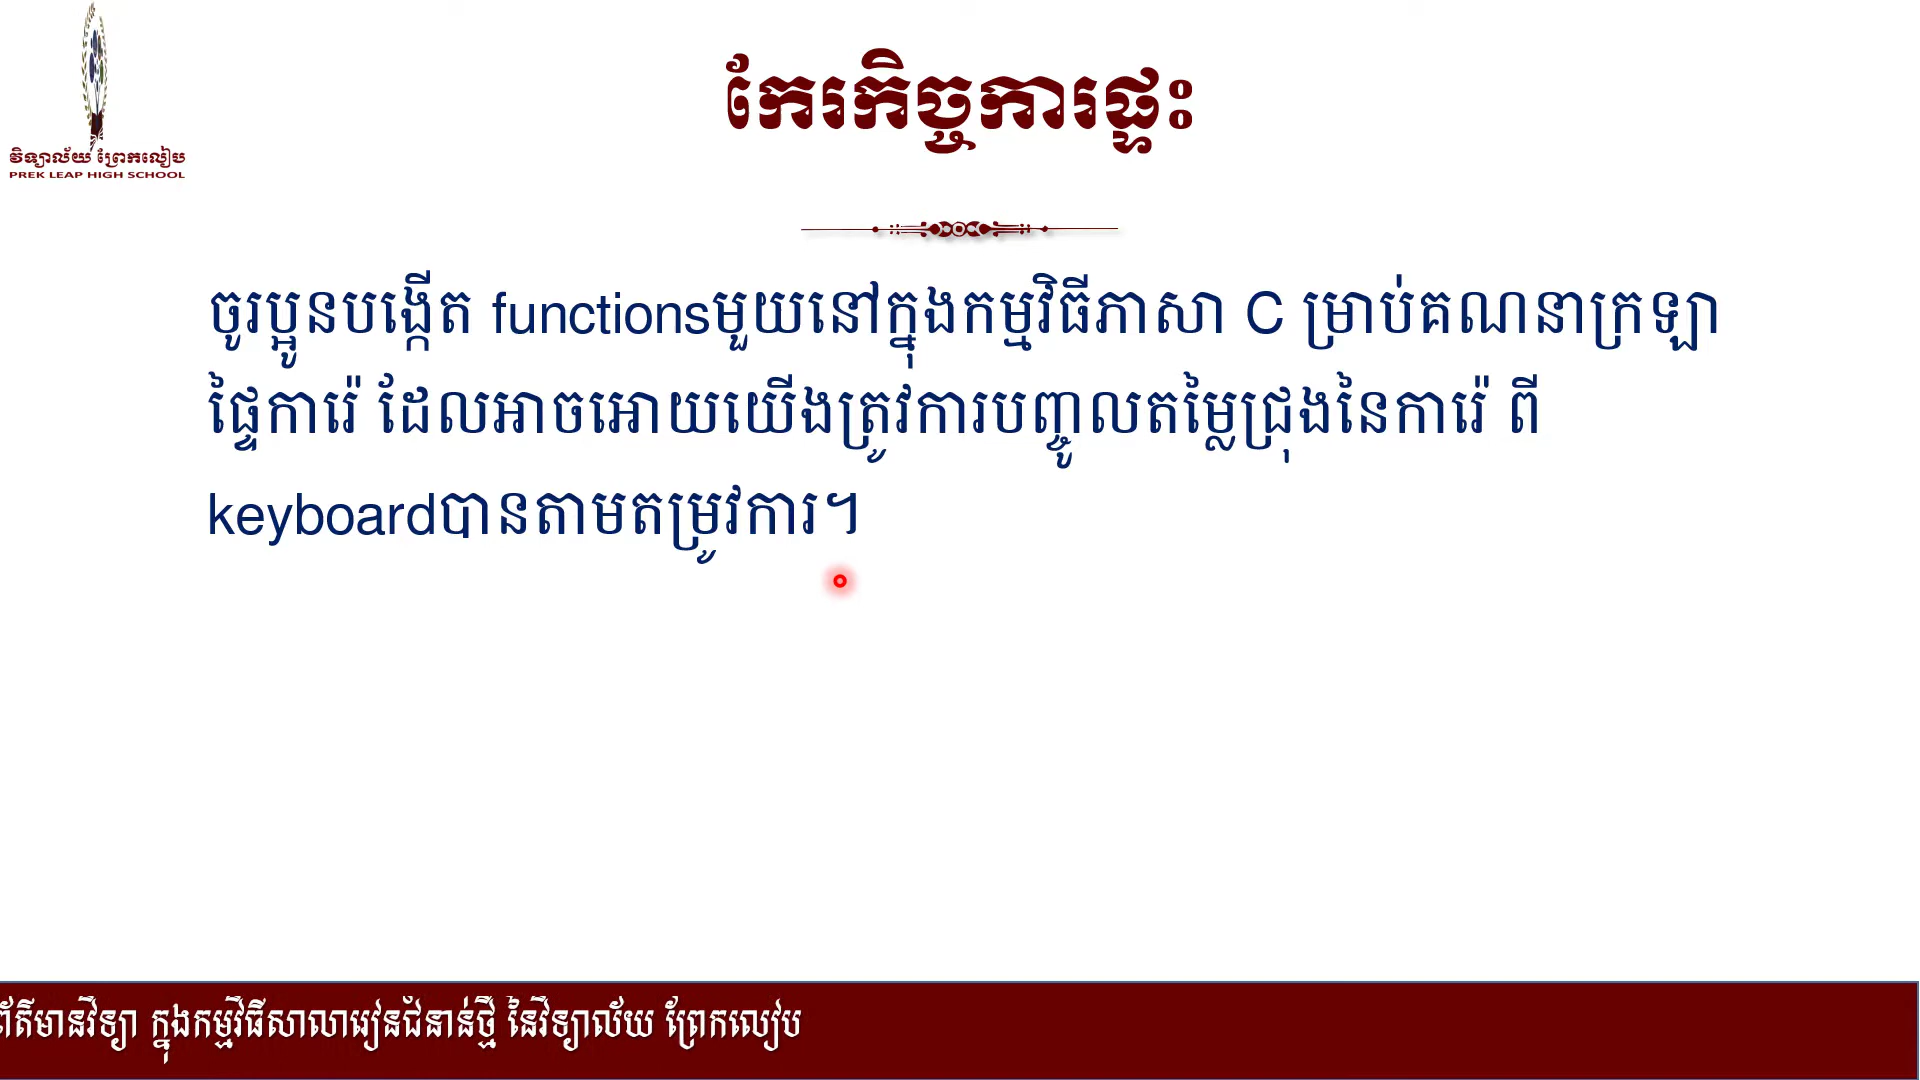 វិទ្យាល័យ ព្រែកលៀប
PREK LEAP HIGH SCHOOL
កែរកិច្ចការផ្ទះ
ចូរប្អូនបង្កើត functionsមួយនៅក្នុងកម្មវិធីភាសា C ម្រាប់គណនាក្រឡា
ផ្ទៃការ៉េ ដែលអាចអោយយើងត្រូវការបញ្ចូលតម្លៃជ្រុងនៃការ៉េ ពី
keyboardបានតាមតម្រូវការ។
ព័ត៌មានវិទ្យា ក្នុងកម្មវិធីសាលារៀនជំនាន់ថ្មី នៃវិទ្យាល័យ ព្រែកលៀប